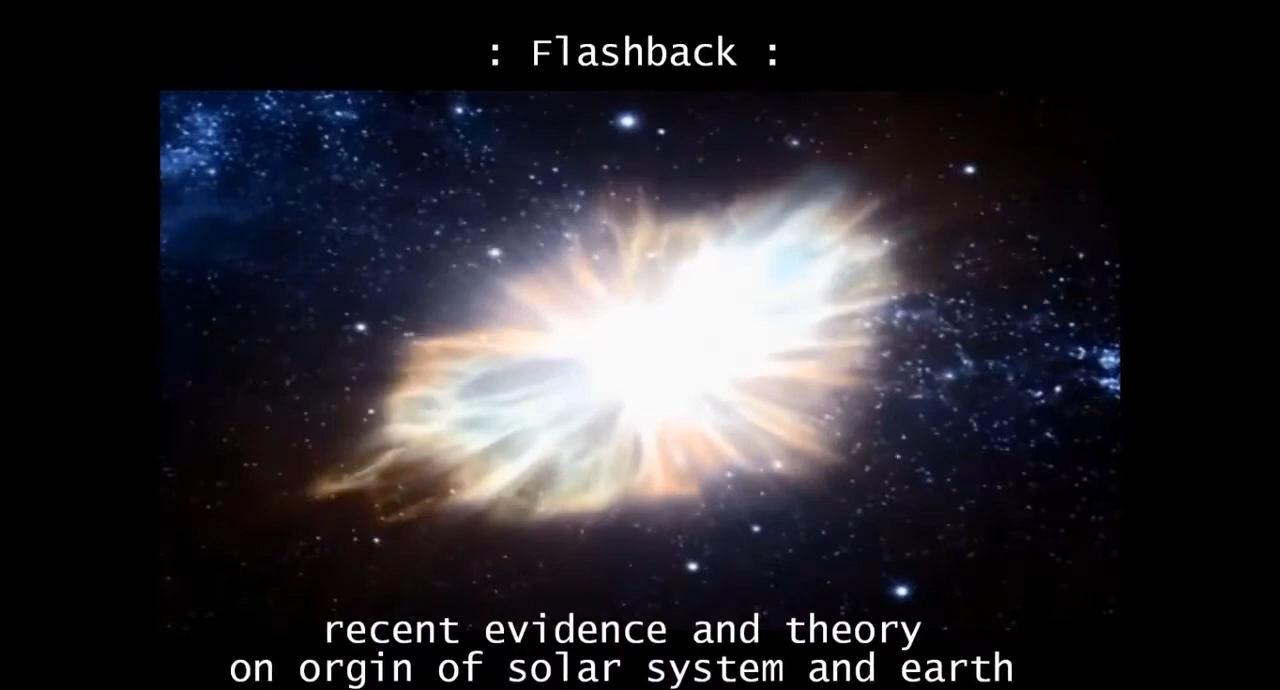 : Flashback :
recent evidence and theory
on orgin of solar system and earth